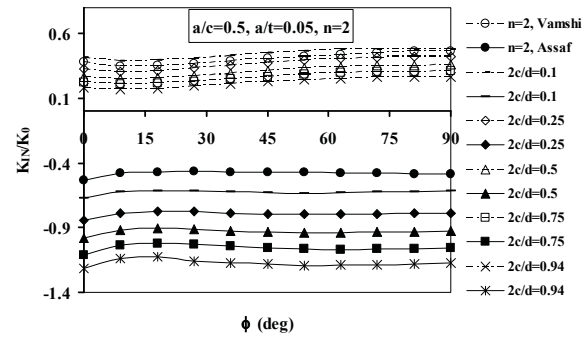 a/c=0.5, a/t=0.05, n=2
0.6
0.1
-0.4
-0.9
-1.4
K_IN/K_0
0 15 30 45 60 75 90
ϕ (deg)
n=2, Vamshi
n=2, Assaf
2c/d=0.1
2c/d=0.1
2c/d=0.25
2c/d=0.25
2c/d=0.5
2c/d=0.5
2c/d=0.75
2c/d=0.75
2c/d=0.94
2c/d=0.94